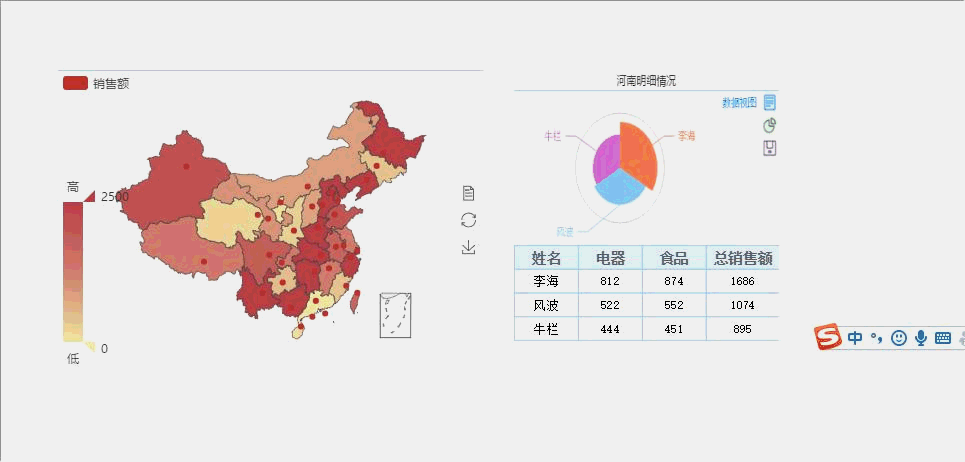 销售额
高
2500
0
低
河南明细情况
数据视图
牛栏
李海
风波
姓名 电器 食品 总销售额
李海 812 874 1686
风波 522 552 1074
牛栏 444 451 895
S 中